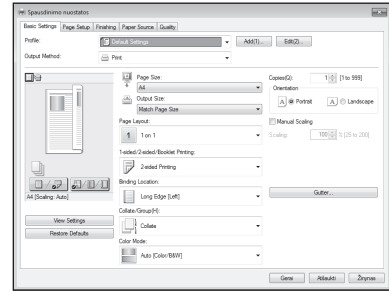 Spausdinimo nuostatos
Basic Settings Page Setup Finishing Paper Source Quality
Profile: Default Settings Add(1)... Edit(2)...
Output Method: Print
Page Size:
A4
Output Size:
Match Page Size
Copies(Q): 1 [1 to 999]
Orientation
A Portrait A Landscape
Page Layout:
1 1 on 1
Manual Scaling
Scaling: 100 % [25 to 200]
1-sided/2-sided/Booklet Printing:
2-sided Printing
Binding Location:
Long Edge [Left]
Gutter...
A4 [Scaling: Auto]
Collate/Group(H):
Collate
View Settings
Restore Defaults
Color Mode:
Auto [Color/B&W]
Gerai Atšaukti Žinynas